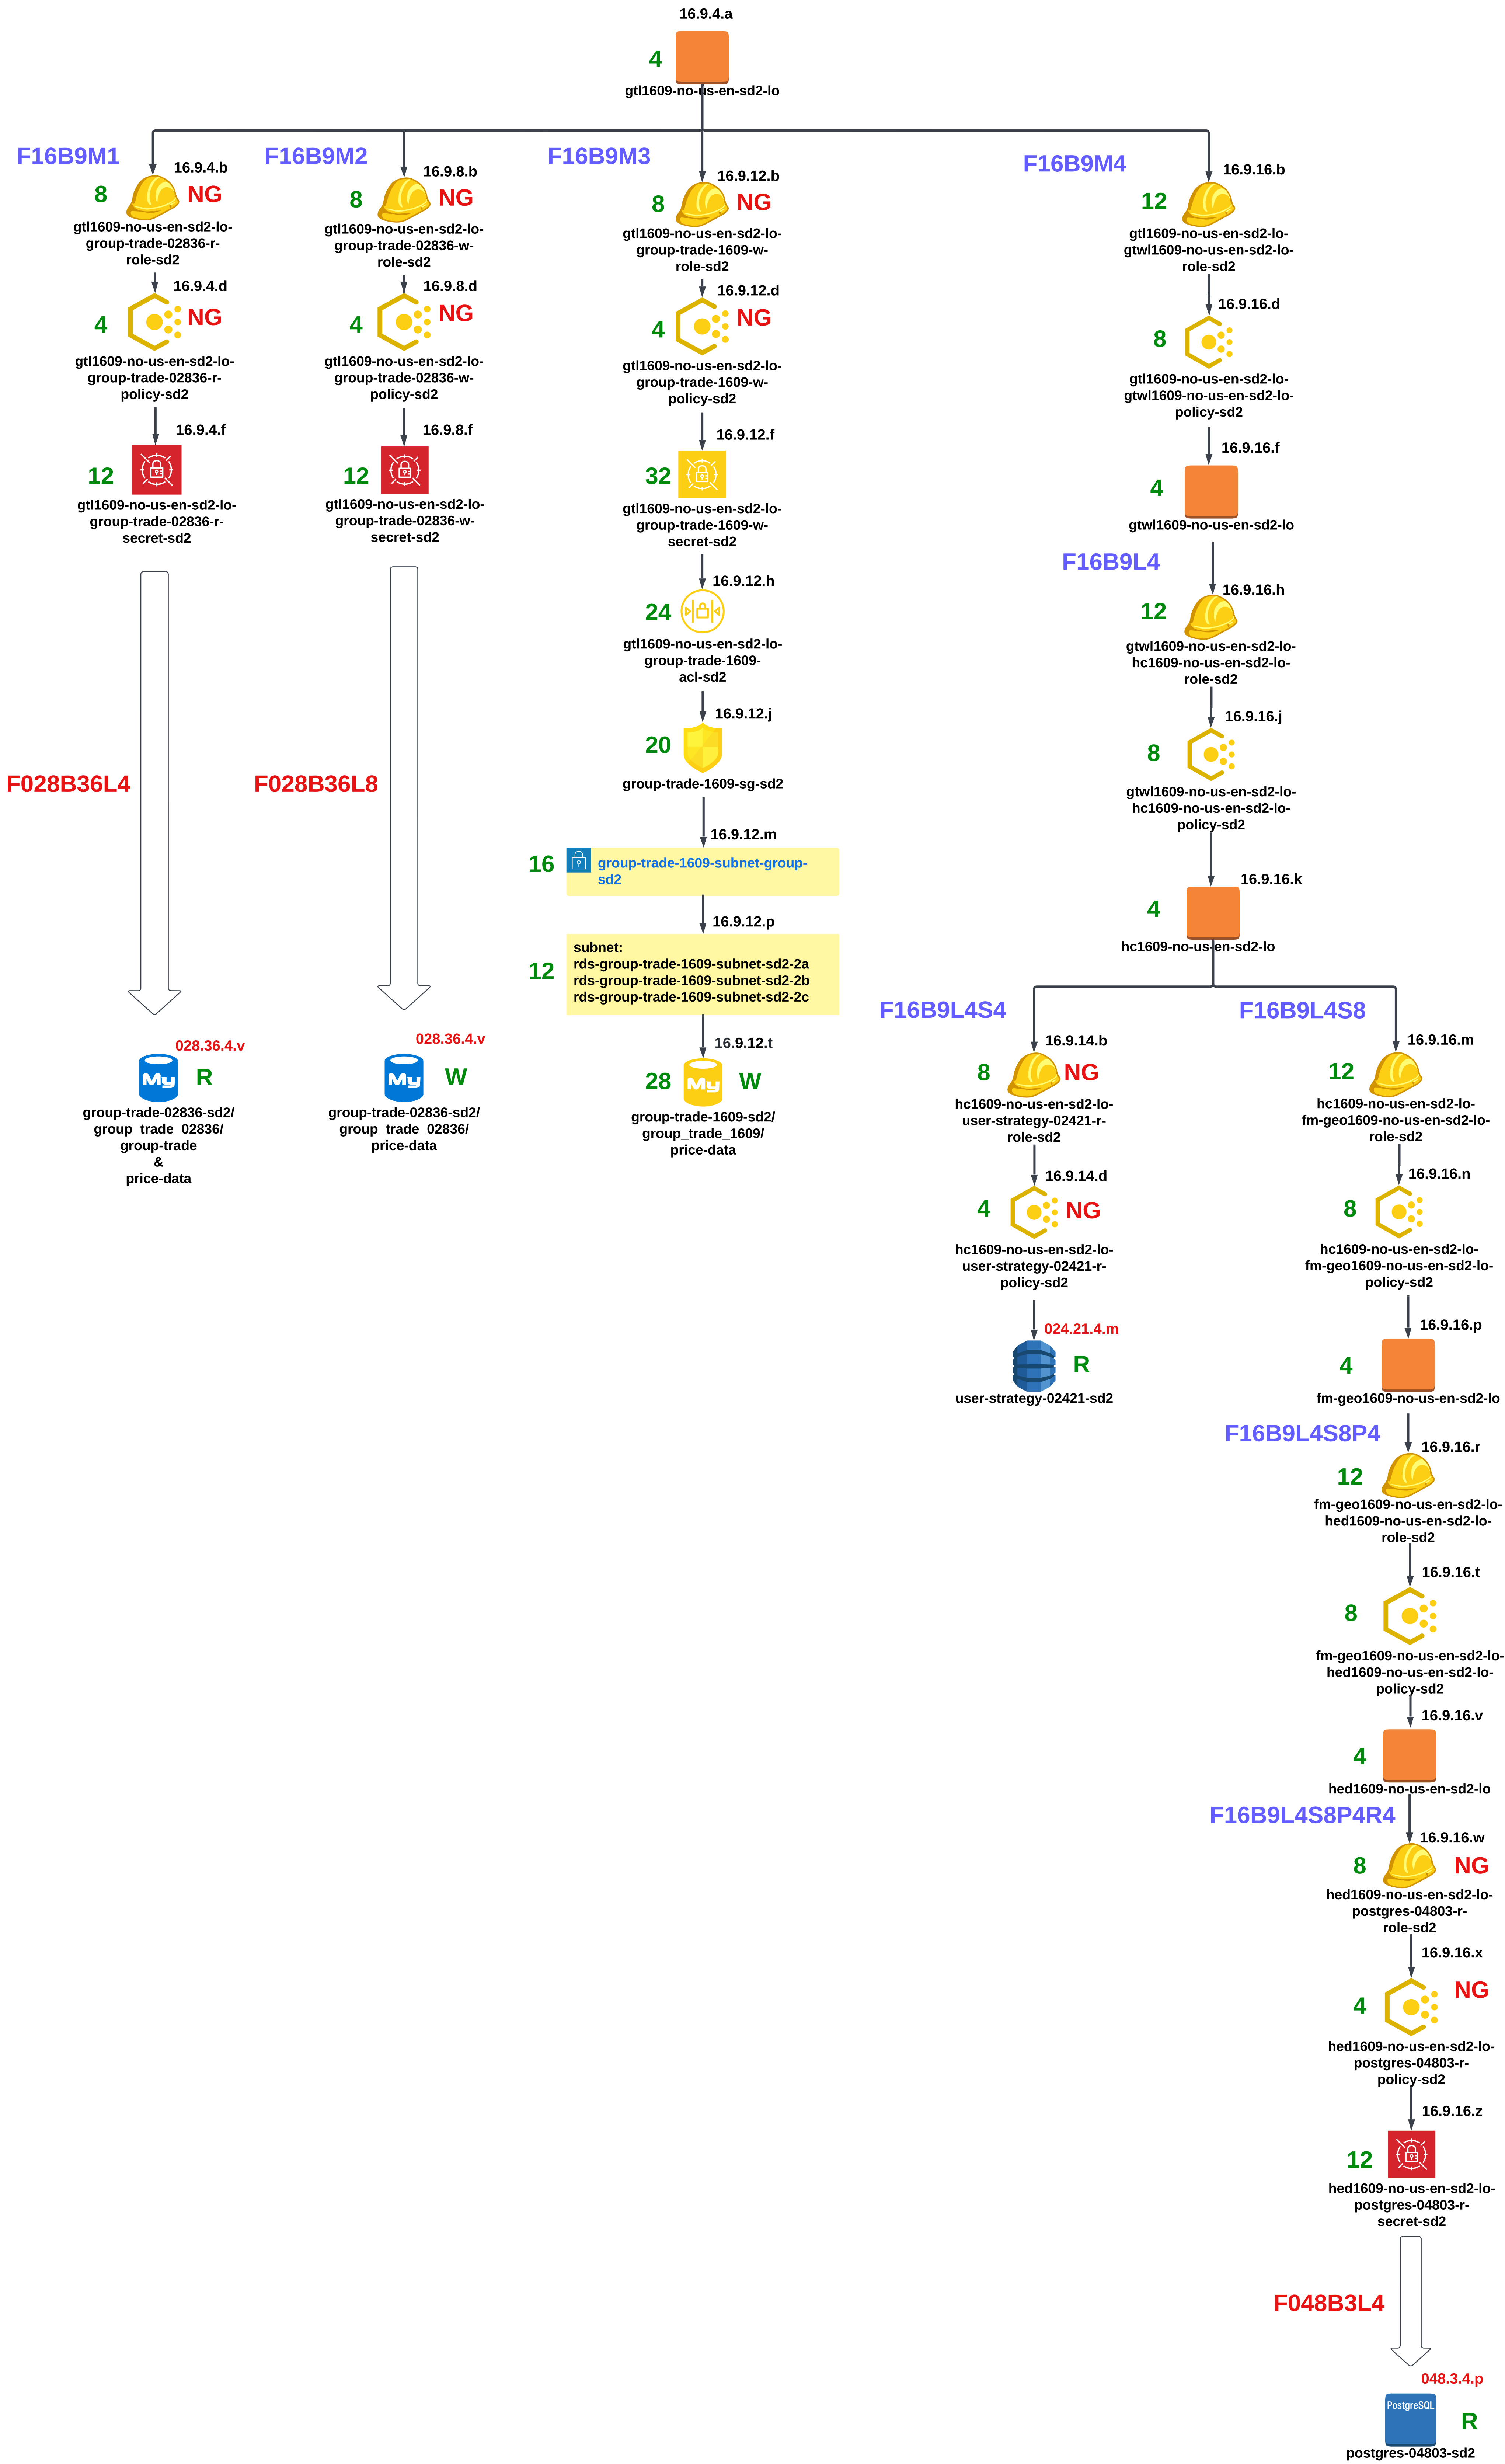 16.9.4.a
4
gtl1609-no-us-en-sd2-lo
F16B9M1
16.9.4.b
8
NG
gtl1609-no-us-en-sd2-lo-
group-trade-02836-r-
role-sd2
16.9.4.d
4
NG
gtl1609-no-us-en-sd2-lo-
group-trade-02836-r-
policy-sd2
16.9.4.f
12
gtl1609-no-us-en-sd2-lo-
group-trade-02836-r-
secret-sd2
F028B36L4
028.36.4.v
My
R
group-trade-02836-sd2/
group_trade_02836/
group-trade
&
price-data
F16B9M2
16.9.8.b
8
NG
gtl1609-no-us-en-sd2-lo-
group-trade-02836-w-
role-sd2
16.9.8.d
4
NG
gtl1609-no-us-en-sd2-lo-
group-trade-02836-w-
policy-sd2
16.9.8.f
12
gtl1609-no-us-en-sd2-lo-
group-trade-02836-w-
secret-sd2
F028B36L8
028.36.4.v
My
W
group-trade-02836-sd2/
group_trade_02836/
price-data
F16B9M3
16.9.12.b
8
NG
gtl1609-no-us-en-sd2-lo-
group-trade-1609-w-
role-sd2
16.9.12.d
4
NG
gtl1609-no-us-en-sd2-lo-
group-trade-1609-w-
policy-sd2
16.9.12.f
32
gtl1609-no-us-en-sd2-lo-
group-trade-1609-w-
secret-sd2
16.9.12.h
24
gtl1609-no-us-en-sd2-lo-
group-trade-1609-
acl-sd2
16.9.12.j
20
group-trade-1609-sg-sd2
16.9.12.m
16
group-trade-1609-subnet-group-
sd2
16.9.12.p
12
subnet:
rds-group-trade-1609-subnet-sd2-2a
rds-group-trade-1609-subnet-sd2-2b
rds-group-trade-1609-subnet-sd2-2c
16.9.12.t
28
My
W
group-trade-1609-sd2/
group_trade_1609/
price-data
F16B9M4
16.9.16.b
12
gtl1609-no-us-en-sd2-lo-
gtwl1609-no-us-en-sd2-lo-
role-sd2
16.9.16.d
8
gtl1609-no-us-en-sd2-lo-
gtwl1609-no-us-en-sd2-lo-
policy-sd2
16.9.16.f
4
gtwl1609-no-us-en-sd2-lo
F16B9L4
16.9.16.h
12
gtwl1609-no-us-en-sd2-lo-
hc1609-no-us-en-sd2-lo-
role-sd2
16.9.16.j
8
gtwl1609-no-us-en-sd2-lo-
hc1609-no-us-en-sd2-lo-
policy-sd2
16.9.16.k
4
hc1609-no-us-en-sd2-lo
F16B9L4S4
16.9.14.b
8
NG
hc1609-no-us-en-sd2-lo-
user-strategy-02421-r-
role-sd2
16.9.14.d
4
NG
hc1609-no-us-en-sd2-lo-
user-strategy-02421-r-
policy-sd2
024.21.4.m
R
user-strategy-02421-sd2
F16B9L4S8
16.9.16.m
12
hc1609-no-us-en-sd2-lo-
fm-geo1609-no-us-en-sd2-lo-
role-sd2
16.9.16.n
8
hc1609-no-us-en-sd2-lo-
fm-geo1609-no-us-en-sd2-lo-
policy-sd2
16.9.16.p
4
fm-geo1609-no-us-en-sd2-lo
F16B9L4S8P4
16.9.16.r
12
fm-geo1609-no-us-en-sd2-lo-
hed1609-no-us-en-sd2-lo-
role-sd2
16.9.16.t
8
fm-geo1609-no-us-en-sd2-lo-
hed1609-no-us-en-sd2-lo-
policy-sd2
16.9.16.v
4
hed1609-no-us-en-sd2-lo
F16B9L4S8P4R4
16.9.16.w
8
NG
hed1609-no-us-en-sd2-lo-
postgres-04803-r-
role-sd2
16.9.16.x
NG
4
hed1609-no-us-en-sd2-lo-
postgres-04803-r-
policy-sd2
16.9.16.z
12
hed1609-no-us-en-sd2-lo-
postgres-04803-r-
secret-sd2
F048B3L4
048.3.4.p
PostgreSQL
R
postgres-04803-sd2